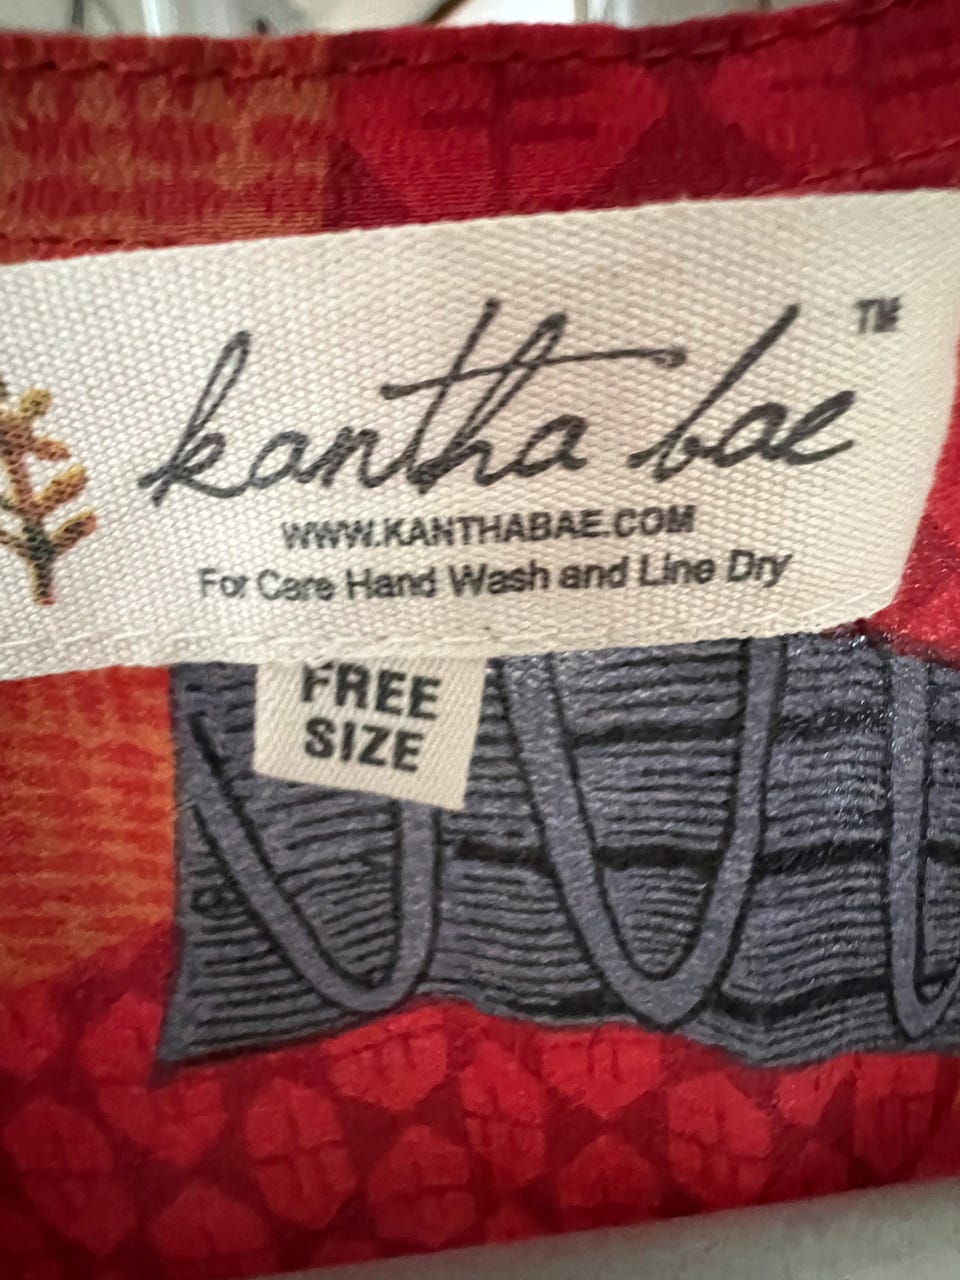 kantha bae ™
WWW.KANTHABAE.COM
For Care Hand Wash and Line Dry
FREE
SIZE